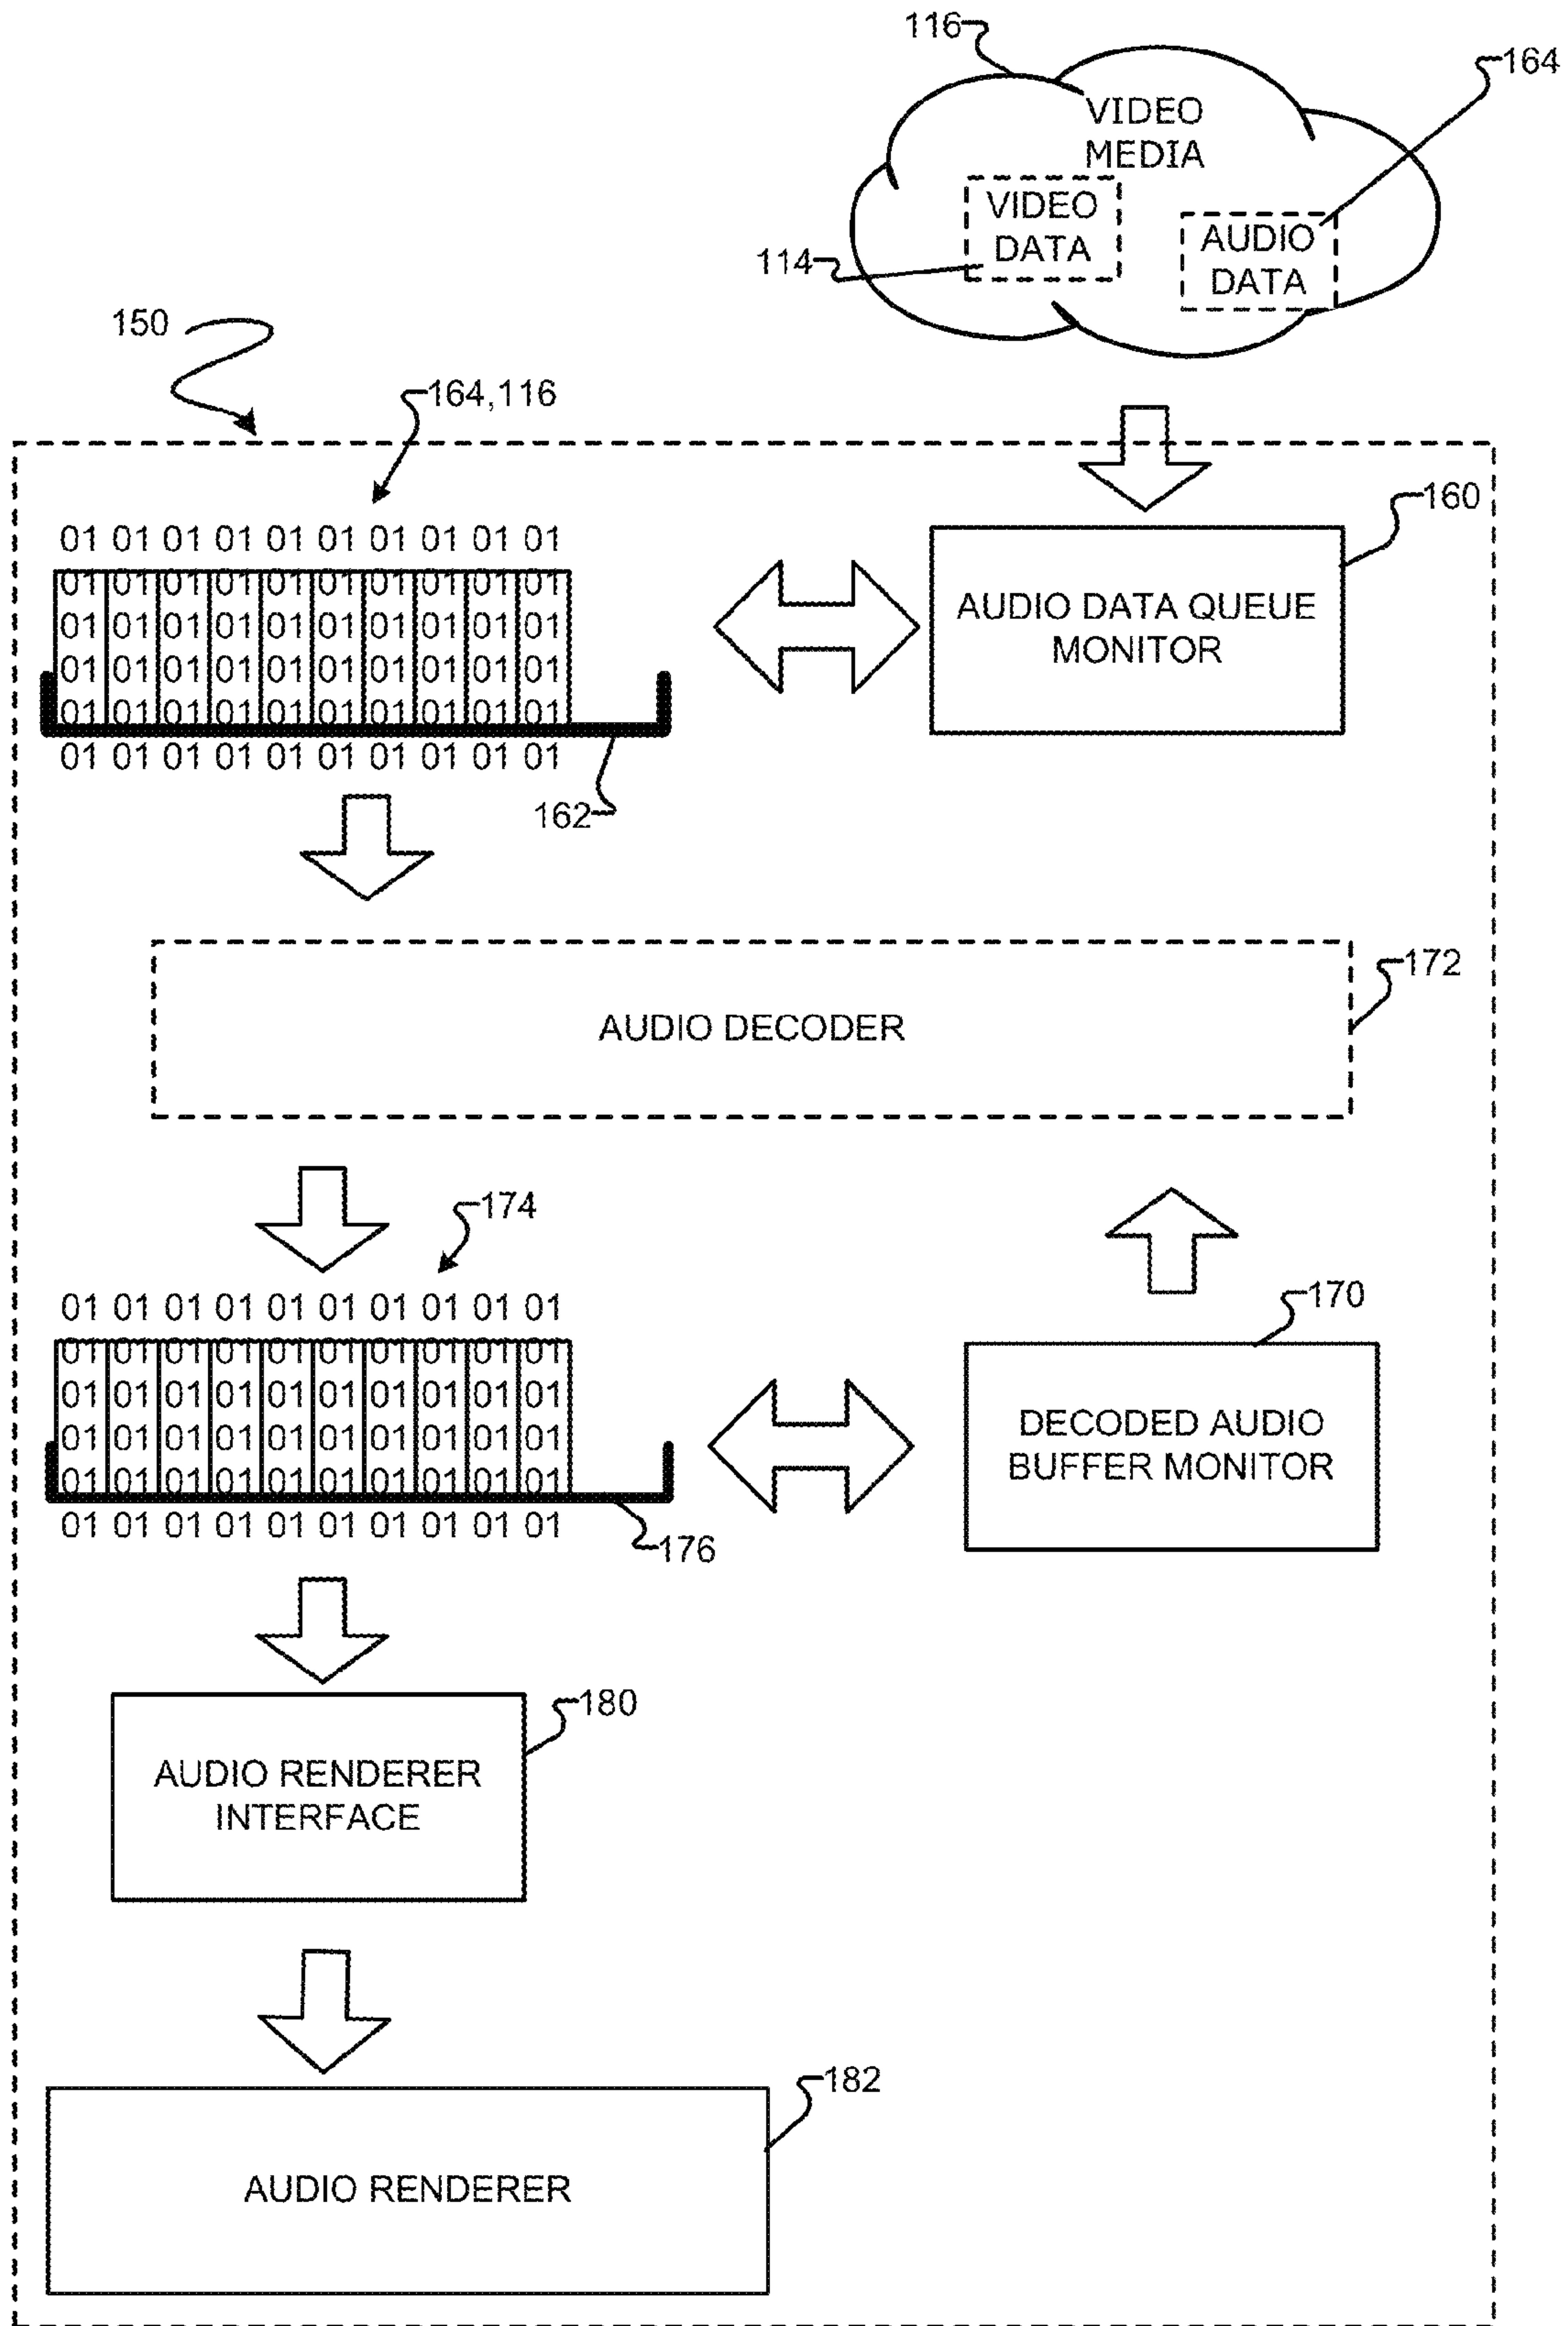 116
164
VIDEO
MEDIA
VIDEO
DATA
AUDIO
DATA
114
150
164,116
160
01 01 01 01 01 01 01 01 01 01
01 01 01 01 01 01 01 01 01 01
01 01 01 01 01 01 01 01 01 01
01 01 01 01 01 01 01 01 01 01
01 01 01 01 01 01 01 01 01 01
01 01 01 01 01 01 01 01 01 01
AUDIO DATA QUEUE
MONITOR
162
172
AUDIO DECODER
174
170
01 01 01 01 01 01 01 01 01 01
01 01 01 01 01 01 01 01 01 01
01 01 01 01 01 01 01 01 01 01
01 01 01 01 01 01 01 01 01 01
01 01 01 01 01 01 01 01 01 01
01 01 01 01 01 01 01 01 01 01
DECODED AUDIO
BUFFER MONITOR
176
180
AUDIO RENDERER
INTERFACE
182
AUDIO RENDERER